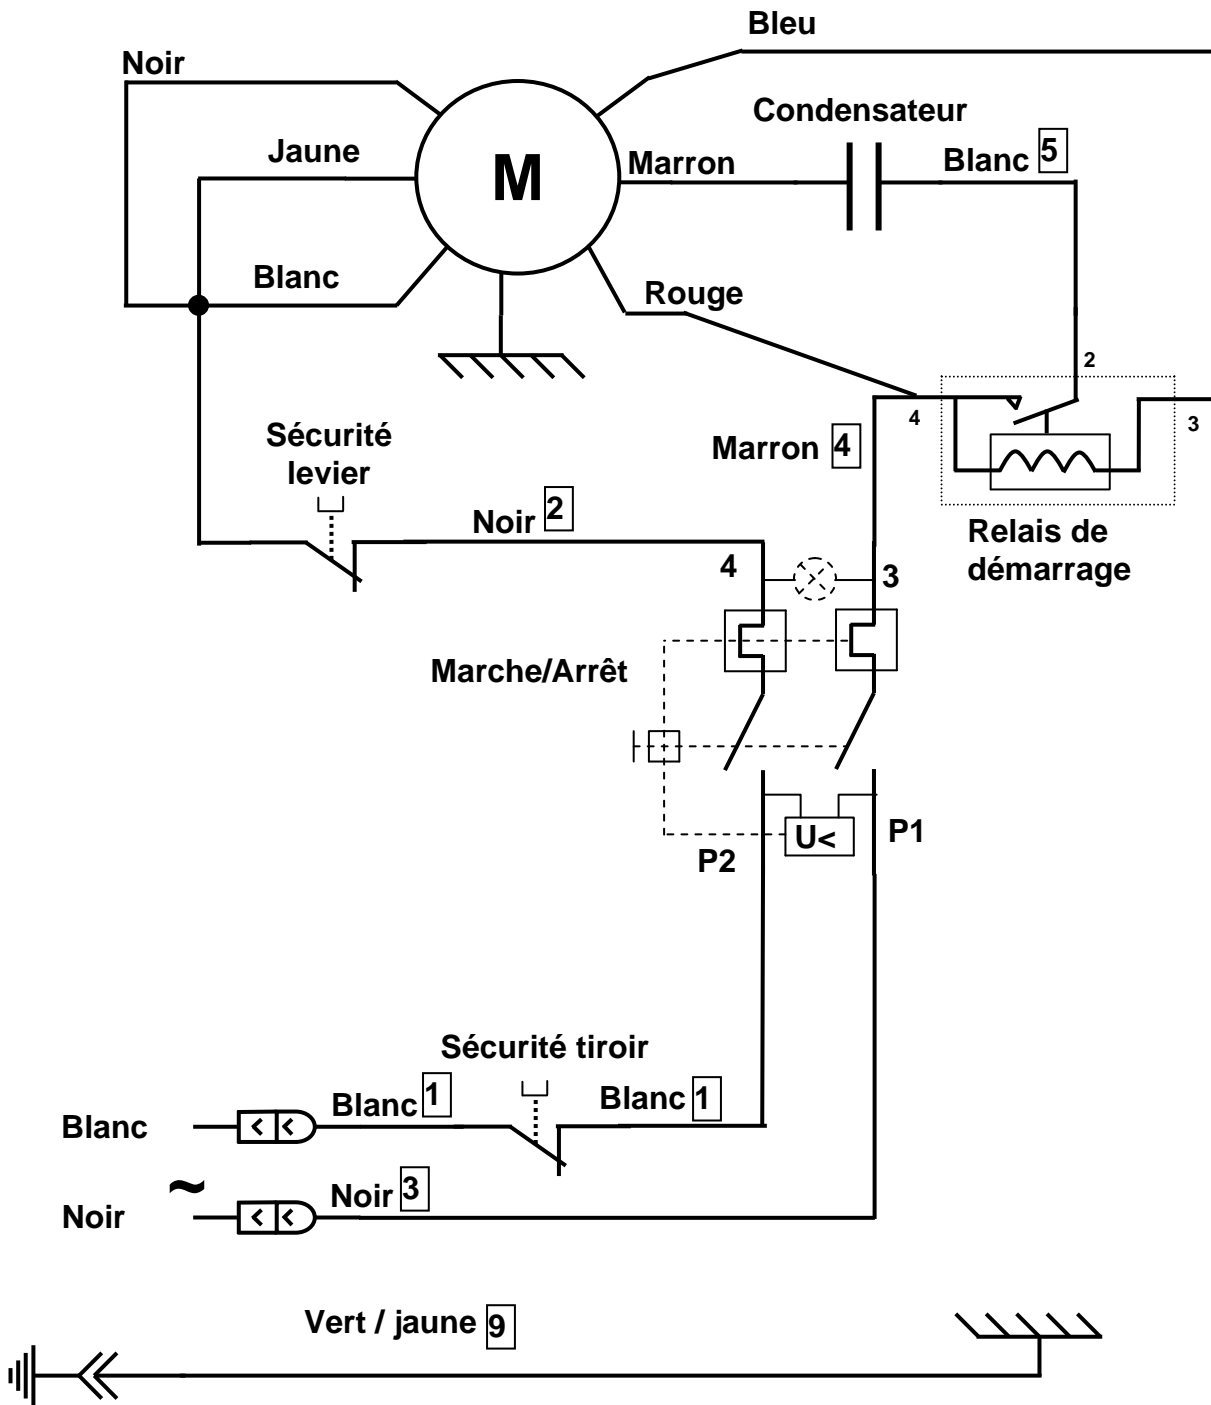 Bleu
Noir
Condensateur
Jaune
M
Marron
Blanc 5
Blanc
Rouge
2
4
3
Sécurité
levier
Marron 4
Noir 2
Relais de
démarrage
4
3
Marche/Arrêt
U<
P1
P2
Sécurité tiroir
Blanc 1
Blanc 1
Blanc
~
Noir 3
Noir
Vert / jaune 9